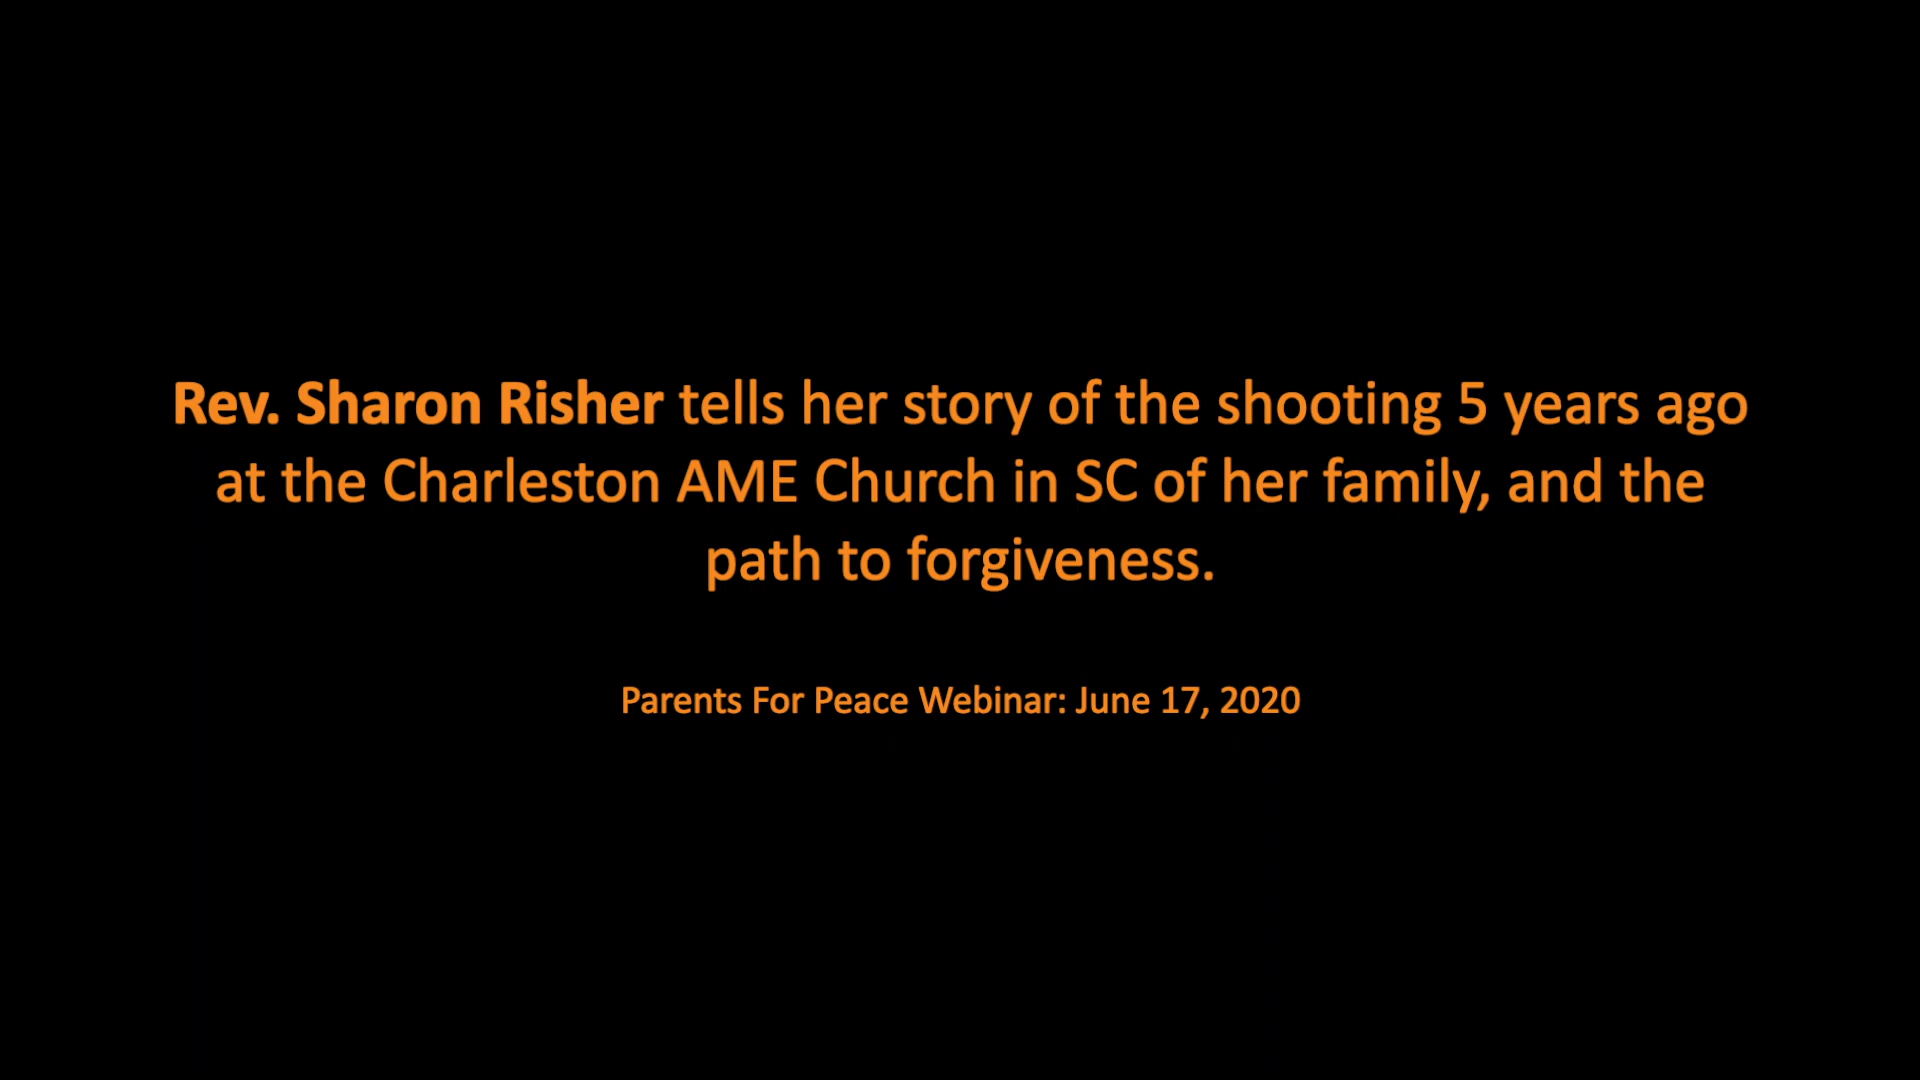 Rev. Sharon Risher tells her story of the shooting 5 years ago
at the Charleston AME Church in SC of her family, and the
path to forgiveness.
Parents For Peace Webinar: June 17, 2020